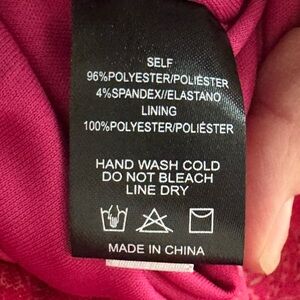 SELF
96%POLYESTER/POLIÉSTER
4%SPANDEX//ELASTANO
LINING
100%POLYESTER/POLIÉSTER
HAND WASH COLD
DO NOT BLEACH
LINE DRY
MADE IN CHINA